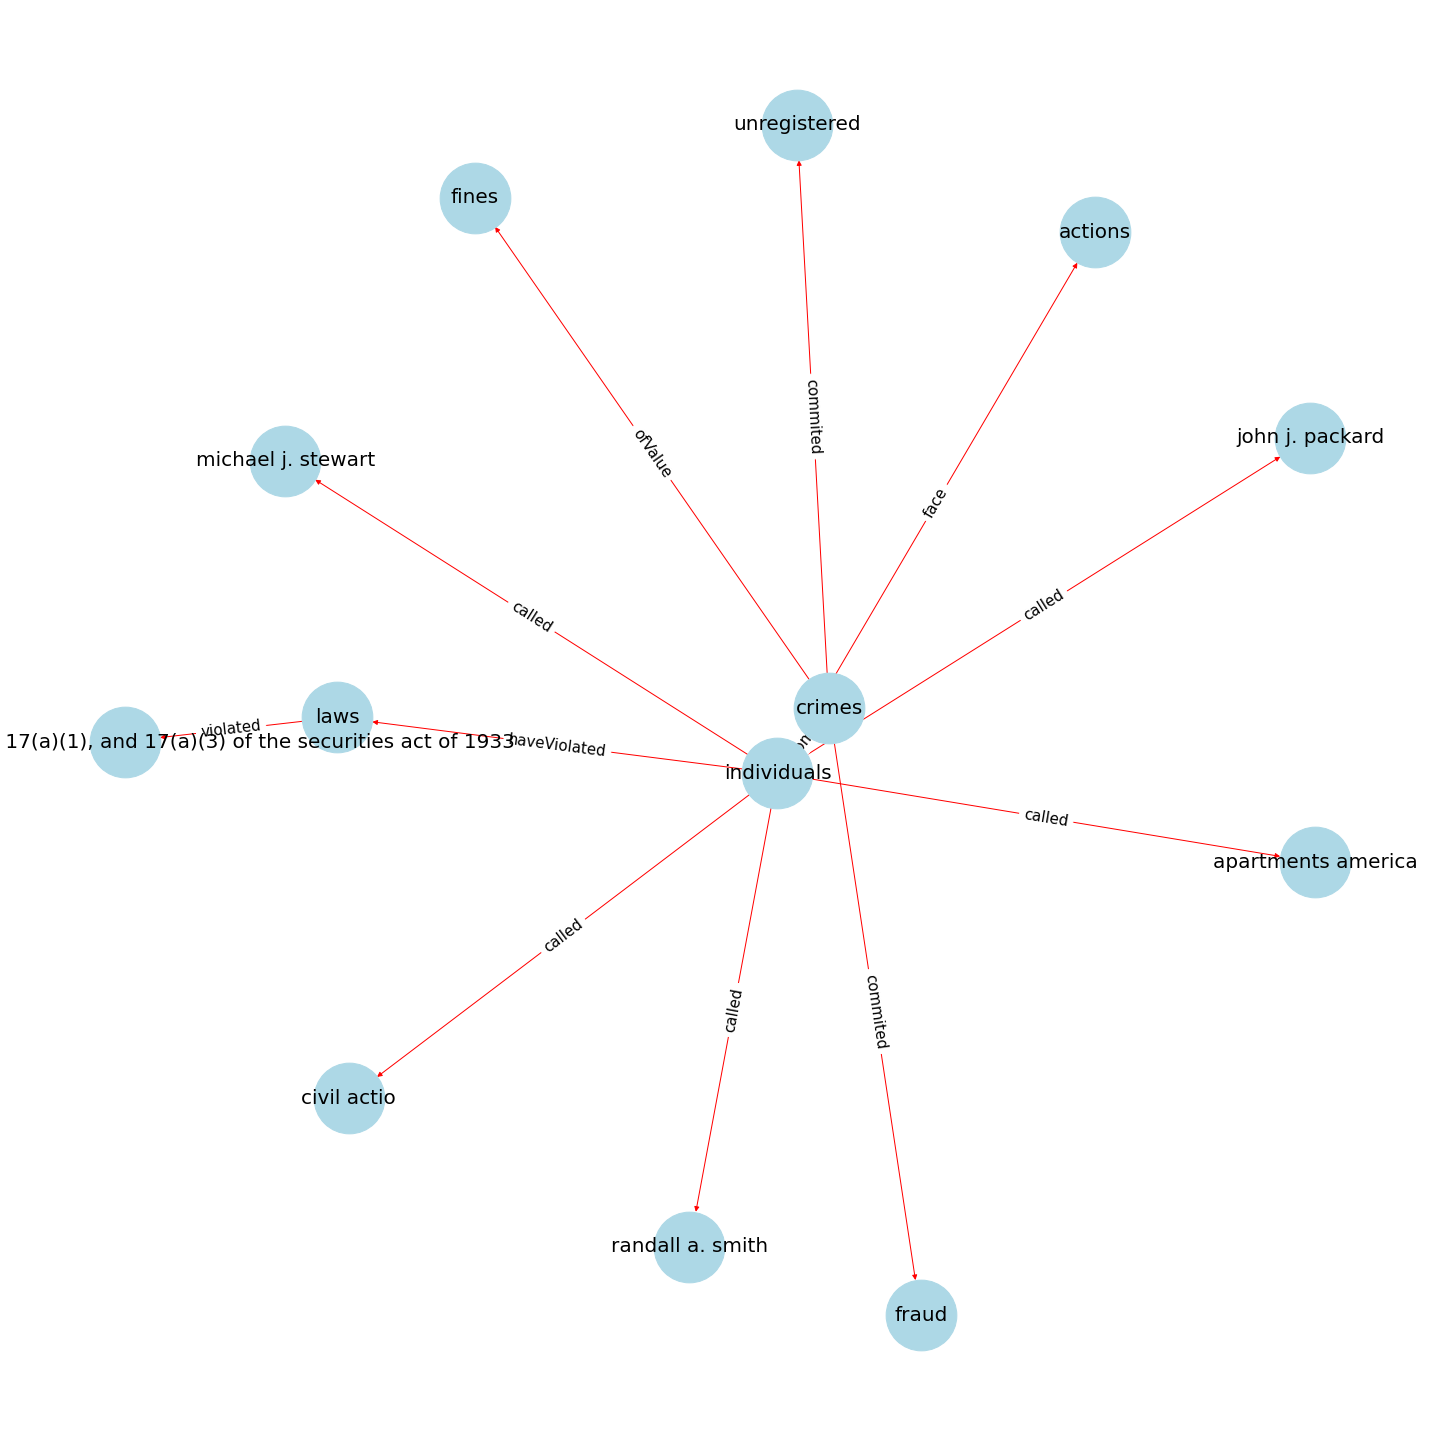 unregistered
fines
actions
commited
ofValue
john j. packard
michael j. stewart
face
called
called
crimes
laws
violated
17(a)(1), and 17(a)(3) of the securities act of 1933
haveViolated
individuals
called
apartments america
called
commited
called
civil actio
randall a. smith
fraud